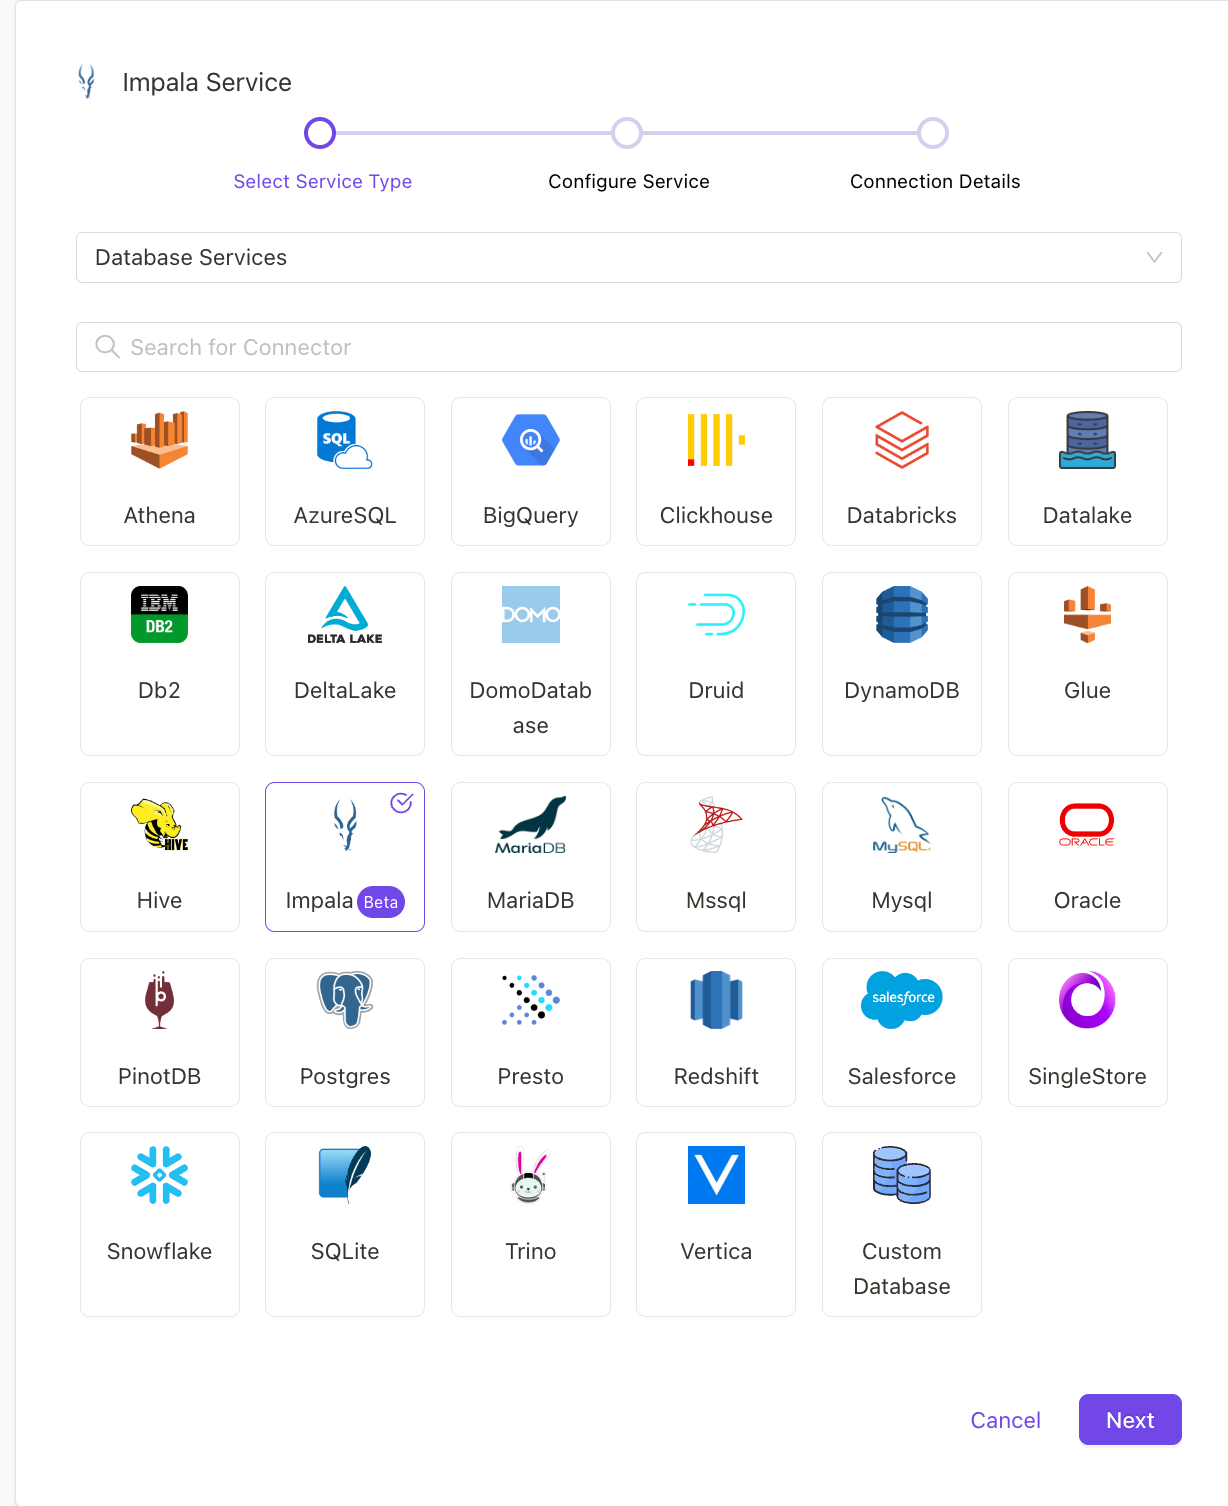 Impala Service
Select Service Type
Configure Service
Connection Details
Database Services
Search for Connector
SQL
Athena
AzureSQL
BigQuery
Clickhouse
Databricks
Datalake
IBM
DB2
DELTA LAKE
DOMO
Db2
DeltaLake
DomoDatab
ase
Druid
DynamoDB
Glue
HIVE
MariaDB
MySQL
ORACLE
Hive
Impala Beta
MariaDB
Mssql
Mysql
Oracle
p
salesforce
PinotDB
Postgres
Presto
Redshift
Salesforce
SingleStore
V
Snowflake
SQLite
Trino
Vertica
Custom
Database
Cancel
Next